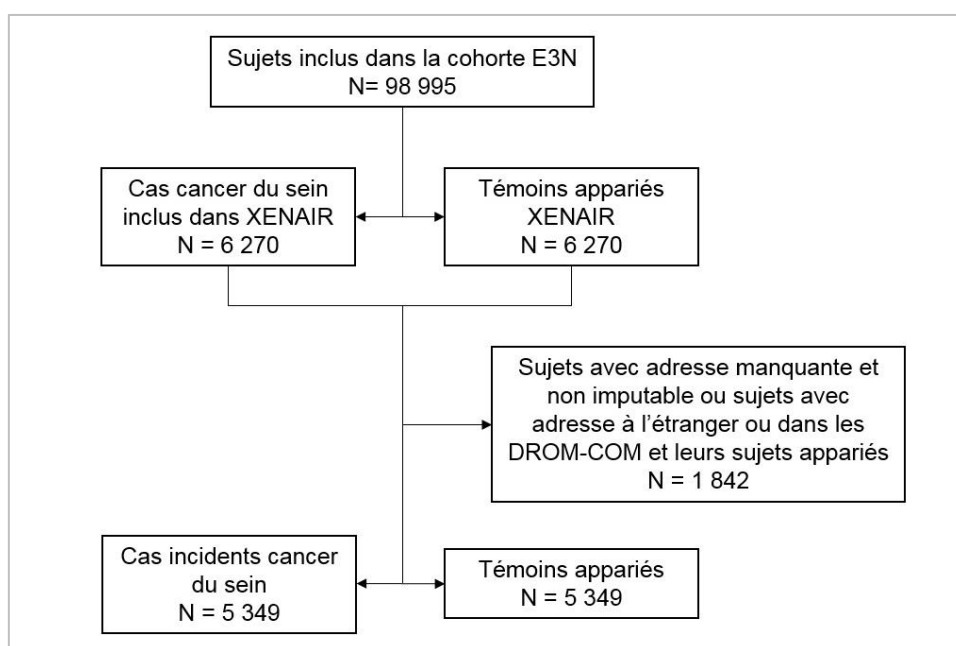 Sujets inclus dans la cohorte E3N
N= 98 995
Cas cancer du sein
inclus dans XENAIR
N = 6 270
Témoins appariés
XENAIR
N = 6 270
Sujets avec adresse manquante et
non imputable ou sujets avec
adresse à l’étranger ou dans les
DROM-COM et leurs sujets appariés
N = 1 842
Cas incidents cancer
du sein
N = 5 349
Témoins appariés
N = 5 349